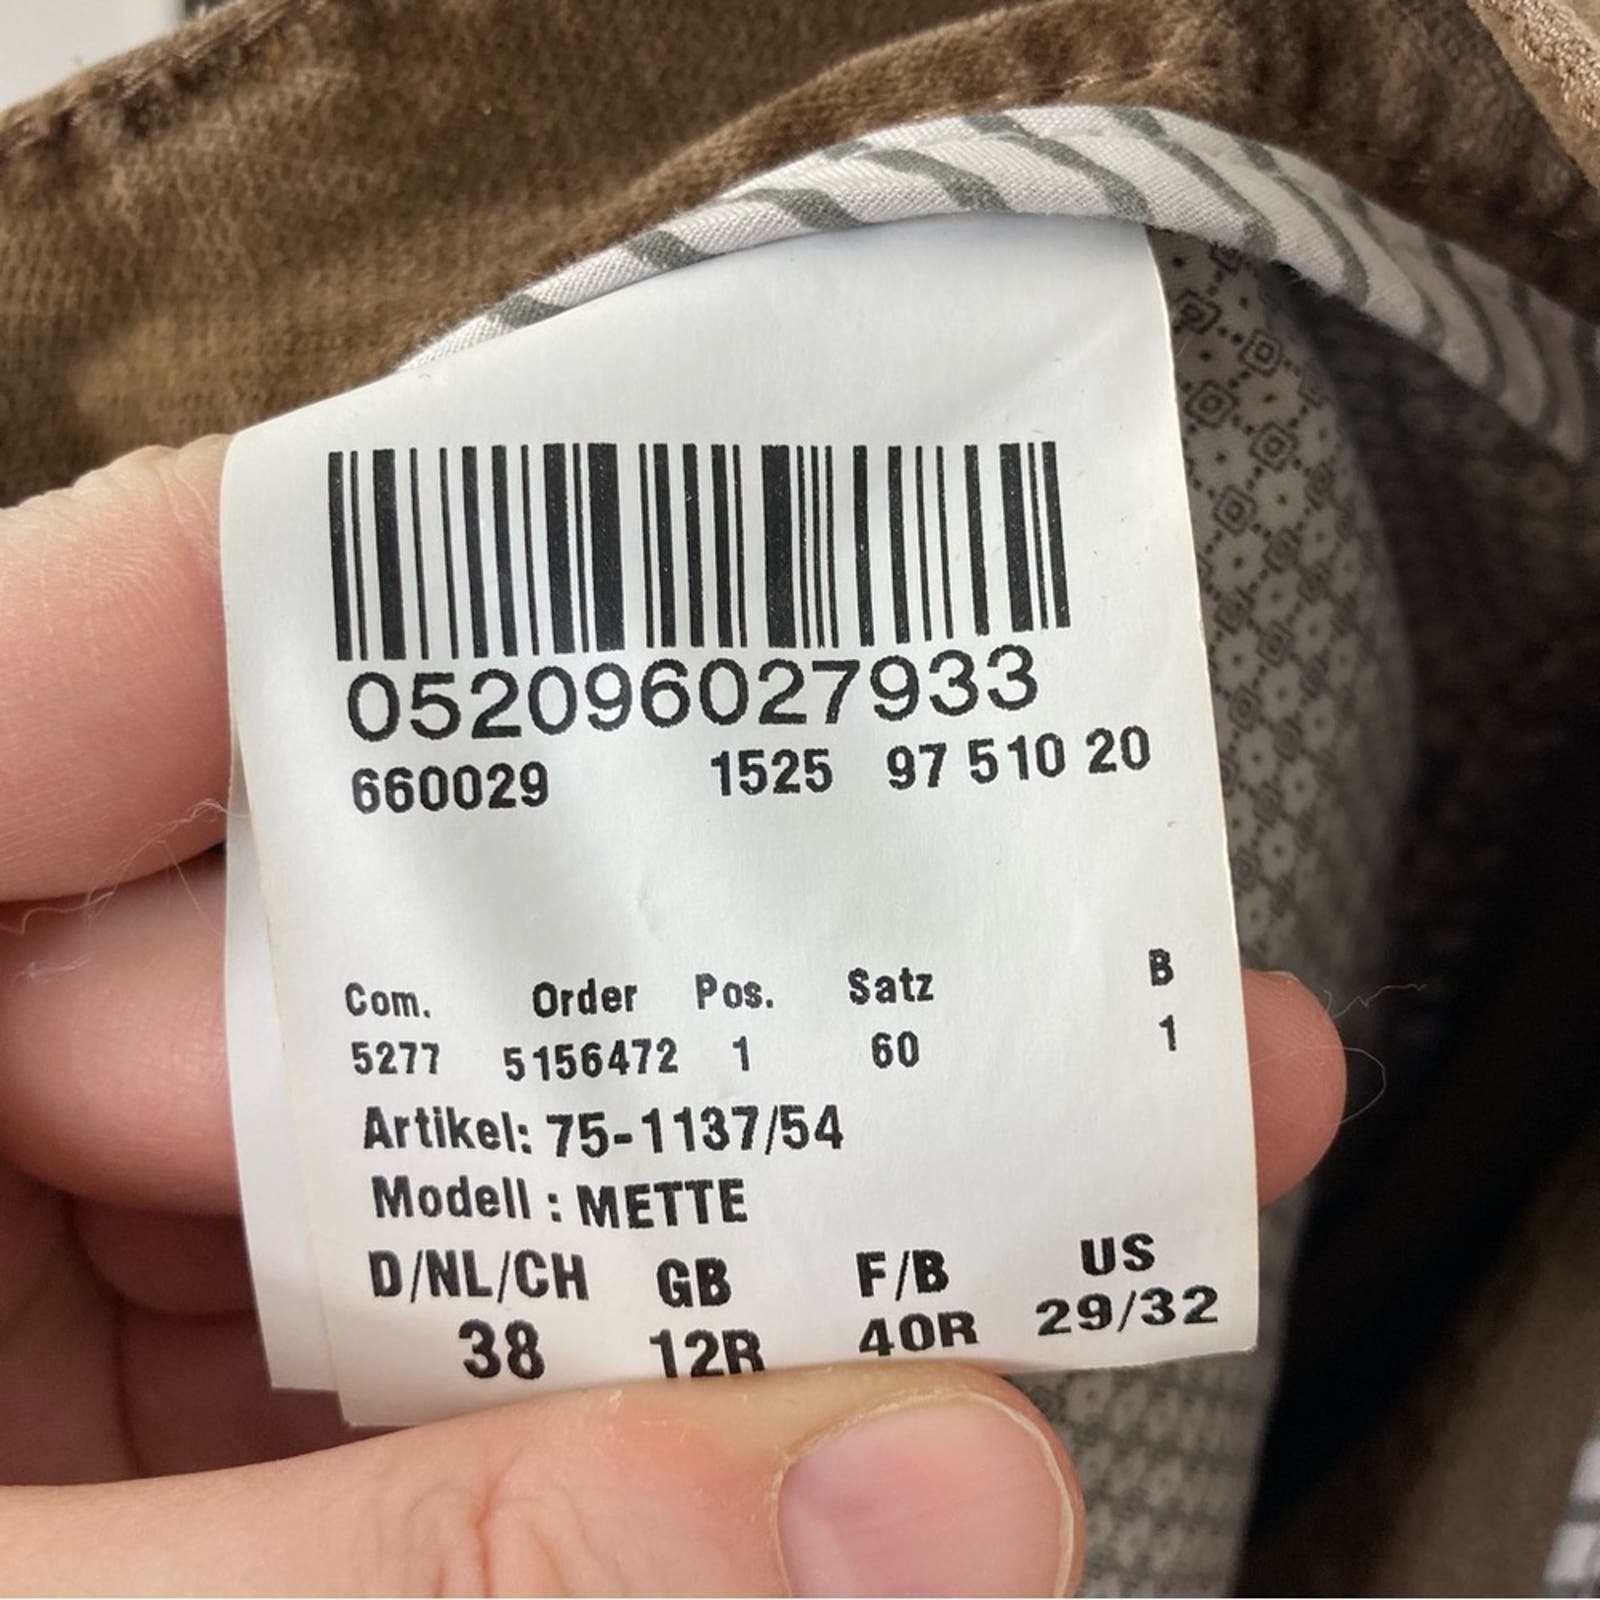 052096027933
660029 1525 97 510 20
Com. Order Pos. Satz B
5277 5156472 1 60 1
Artikel: 75-1137/54
Modell : METTE
D/NL/CH GB F/B US
38 12R 40R 29/32